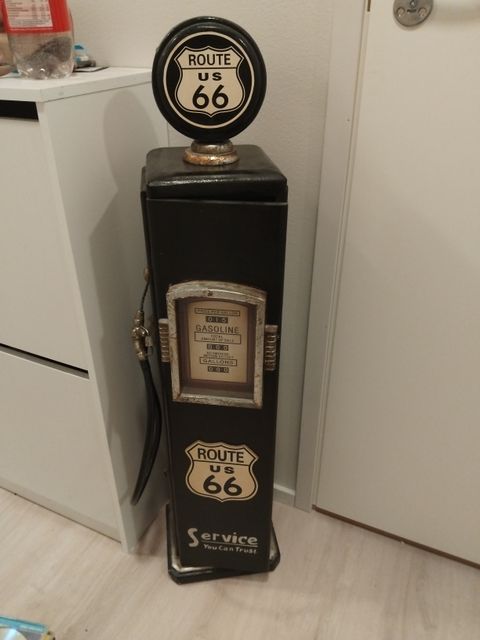 ROUTE
US
66
GASOLINE
GALLONS
ROUTE
US
66
Service
You Can Trust